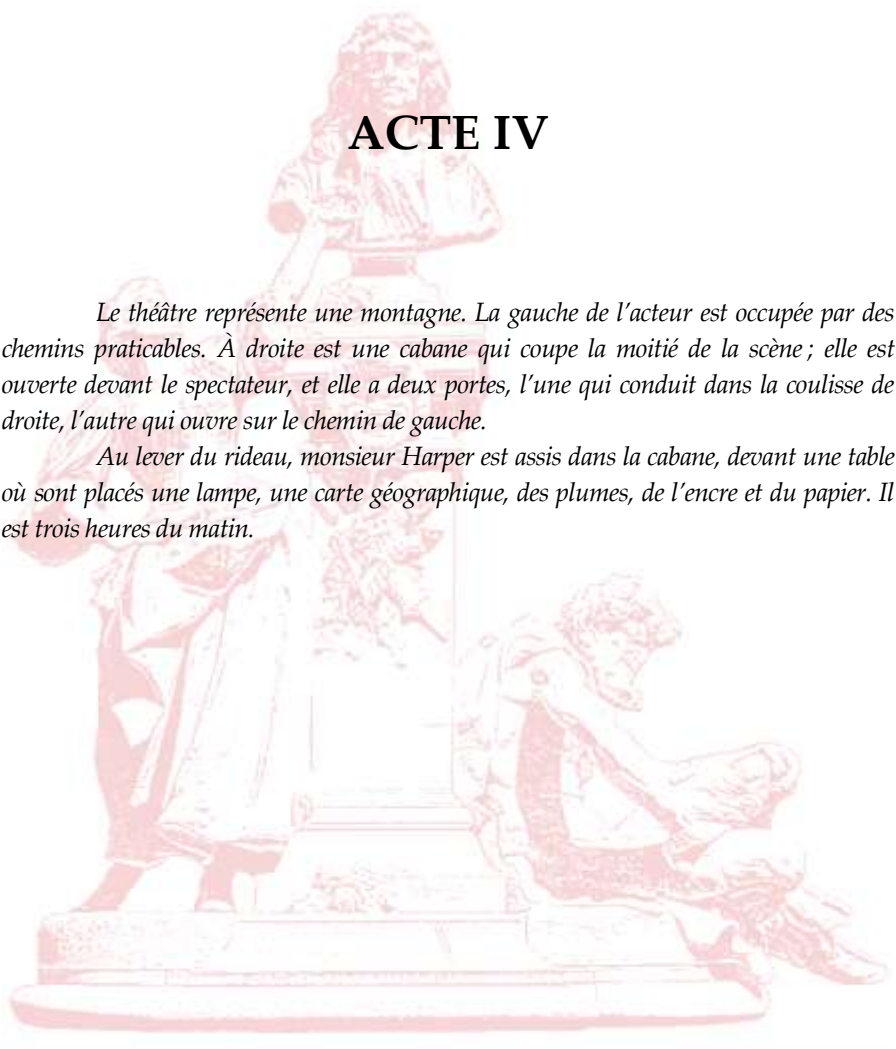 ACTE IV
Le théâtre représente une montagne. La gauche de l’acteur est occupée par des
chemins praticables. À droite est une cabane qui coupe la moitié de la scène ; elle est
ouverte devant le spectateur, et elle a deux portes, l’une qui conduit dans la coulisse de
droite, l’autre qui ouvre sur le chemin de gauche.
Au lever du rideau, monsieur Harper est assis dans la cabane, devant une table
où sont placés une lampe, une carte géographique, des plumes, de l’encre et du papier. Il
est trois heures du matin.